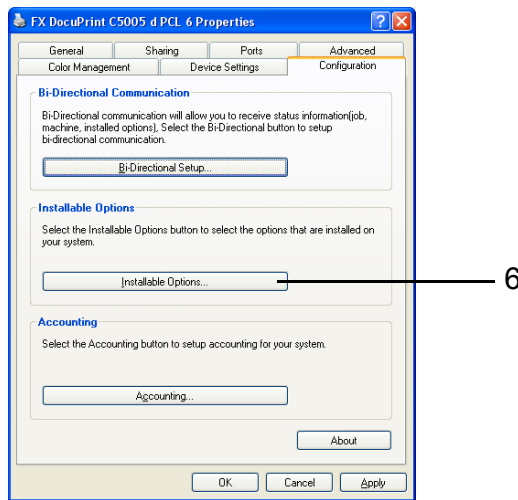 FX DocuPrint C5005 d PCL 6 Properties
General Sharing Ports Advanced
Color Management Device Settings Configuration
Bi-Directional Communication
Bi-Directional communication will allow you to receive status information(job,
machine, installed options), Select the Bi-Directional button to setup
bi-directional communication.
Bi-Directional Setup...
Installable Options
Select the Installable Options button to select the options that are installed on
your system.
Installable Options...
6
Accounting
Select the Accounting button to setup accounting for your system.
Accounting...
About
OK Cancel Apply